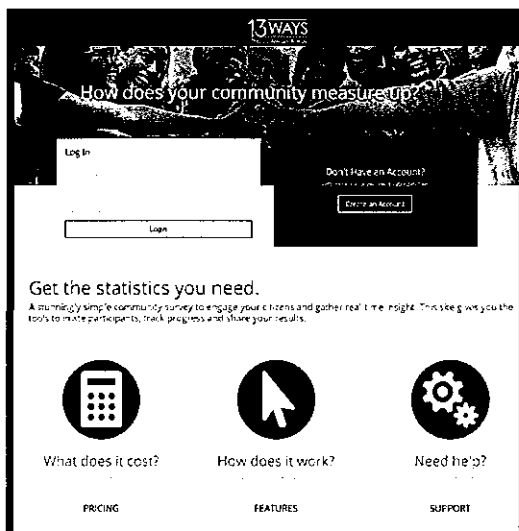 13 WAYS
How does your community measure up?
Log In
Don't Have an Account?
Create an Account
Login
Get the statistics you need.
A stunningly simple community survey to engage your citizens and gather real time insight. This site gives you the
tools to invite participants, track progress and share your results.
What does it cost?
How does it work?
Need help?
PRICING
FEATURES
SUPPORT